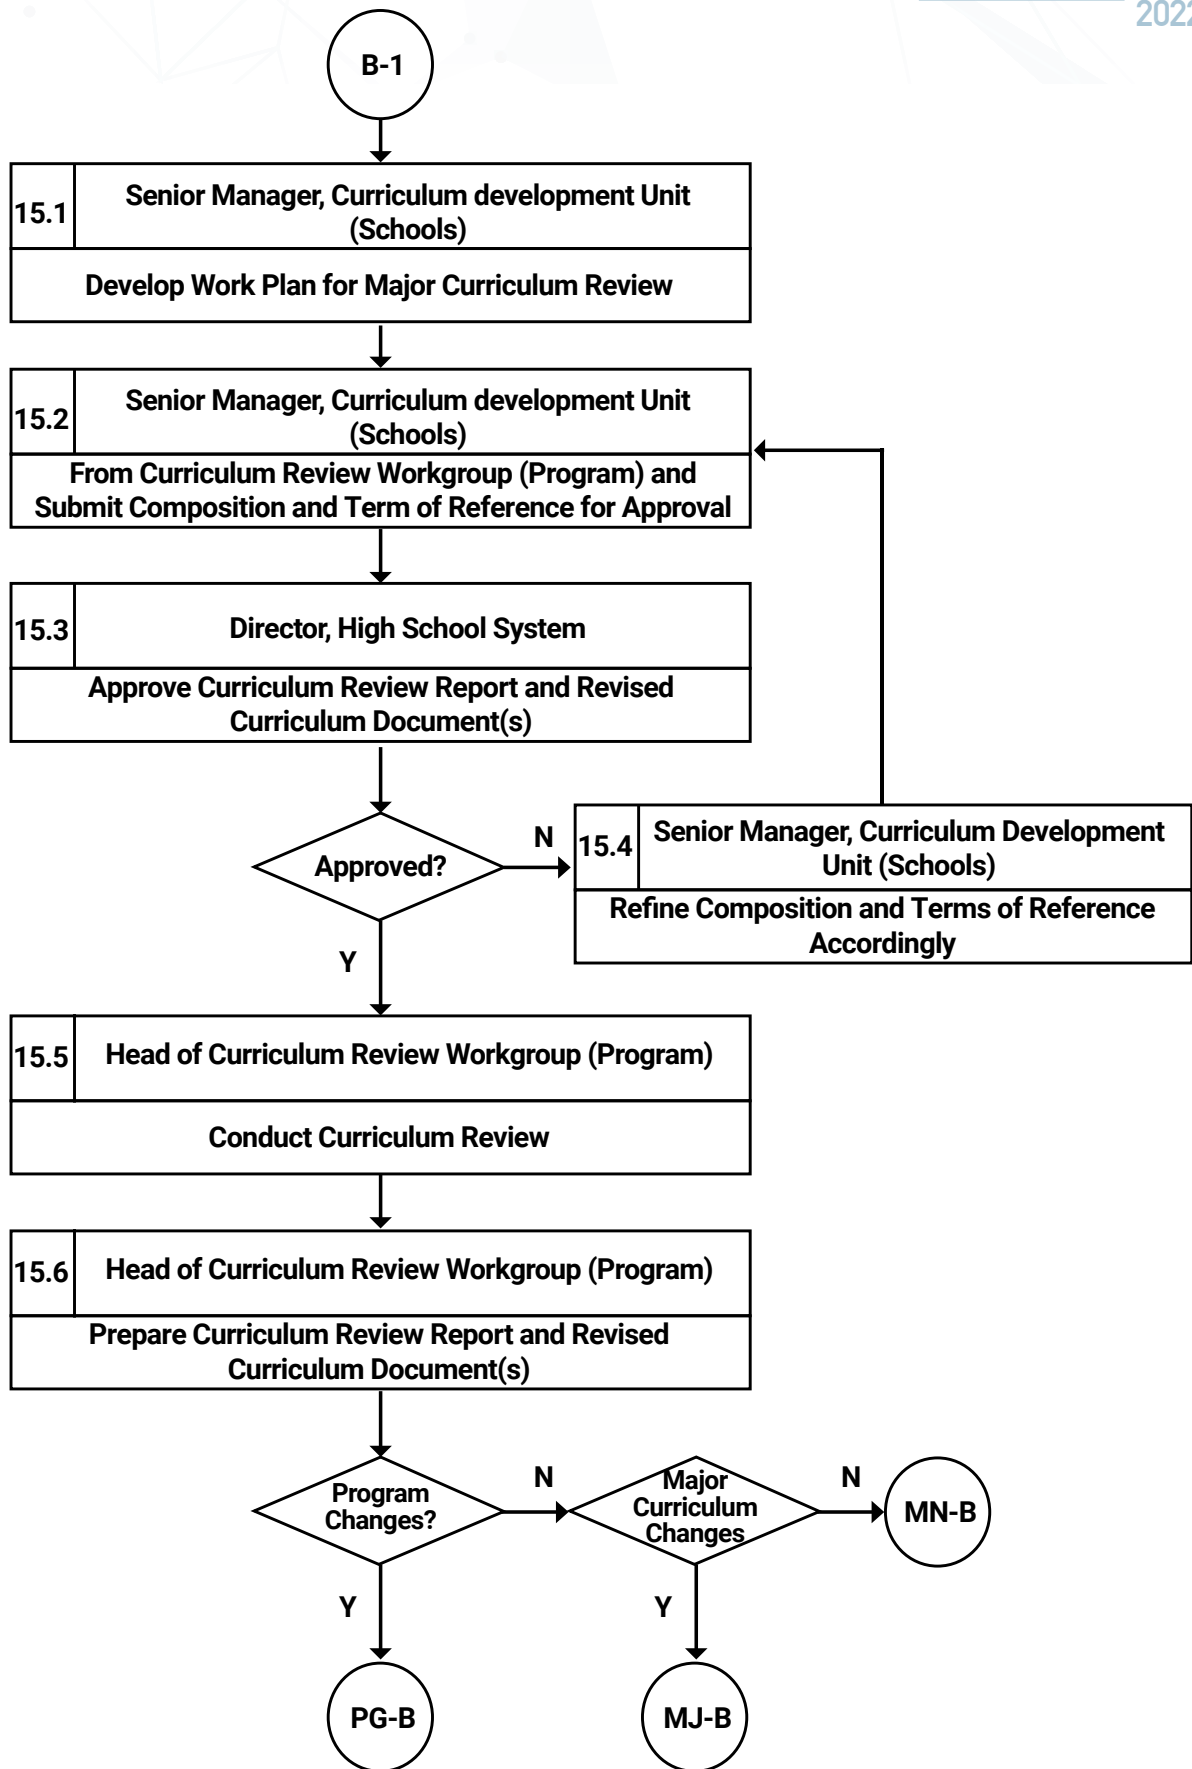 2022
B-1
15.1
Senior Manager, Curriculum development Unit
(Schools)
Develop Work Plan for Major Curriculum Review
15.2
Senior Manager, Curriculum development Unit
(Schools)
From Curriculum Review Workgroup (Program) and
Submit Composition and Term of Reference for Approval
15.3
Director, High School System
Approve Curriculum Review Report and Revised
Curriculum Document(s)
Approved?
N
15.4
Senior Manager, Curriculum Development
Unit (Schools)
Refine Composition and Terms of Reference
Accordingly
Y
15.5
Head of Curriculum Review Workgroup (Program)
Conduct Curriculum Review
15.6
Head of Curriculum Review Workgroup (Program)
Prepare Curriculum Review Report and Revised
Curriculum Document(s)
Program
Changes?
N
Major
Curriculum
Changes
N
MN-B
Y
Y
PG-B
MJ-B